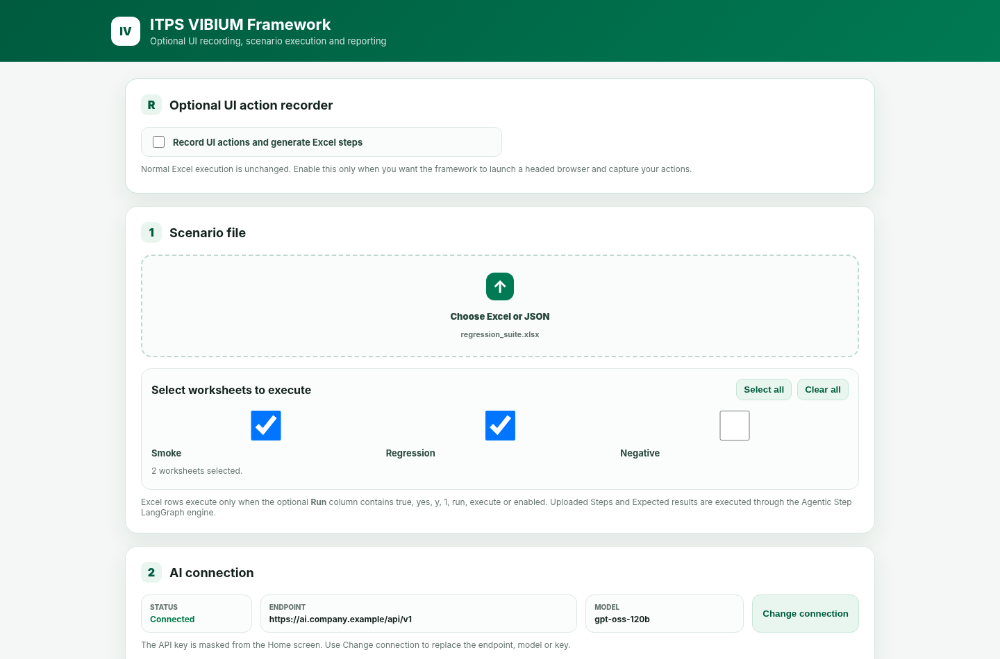 IV
ITPS VIBIUM Framework
Optional UI recording, scenario execution and reporting
R
Optional UI action recorder
Record UI actions and generate Excel steps
Normal Excel execution is unchanged. Enable this only when you want the framework to launch a headed browser and capture your actions.
1
Scenario file
Choose Excel or JSON
regression_suite.xlsx
Select worksheets to execute
Select all
Clear all
Smoke
Regression
Negative
2 worksheets selected.
Excel rows execute only when the optional Run column contains true, yes, y, 1, run, execute or enabled. Uploaded Steps and Expected results are executed through the Agentic Step
LangGraph engine.
2
AI connection
STATUS
Connected
ENDPOINT
https://ai.company.example/api/v1
MODEL
gpt-oss-120b
Change connection
The API key is masked from the Home screen. Use Change connection to replace the endpoint, model or key.